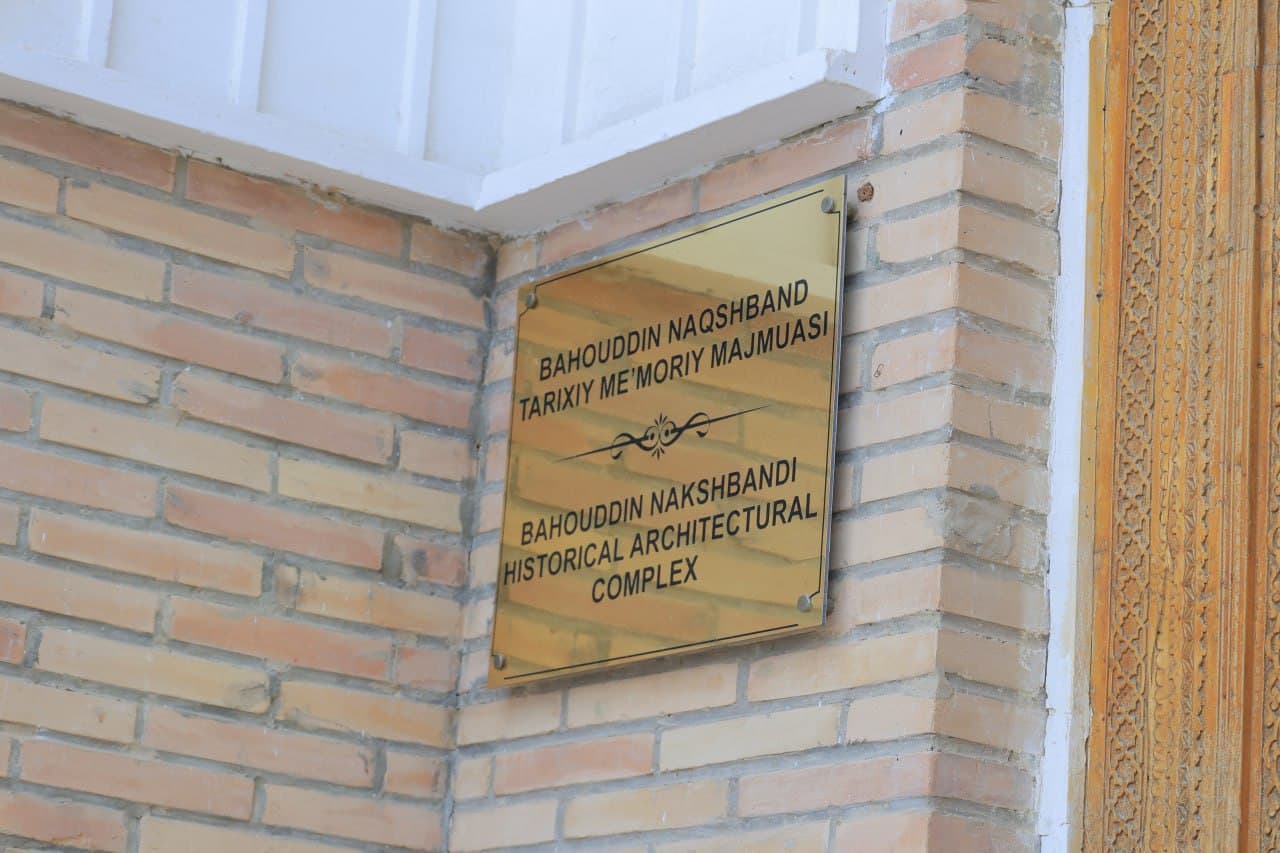 BAHOUDDIN NAQSHBAND
TARIXIY ME’MORIY MAJMUASI
BAHOUDDIN NAKSHBANDI
HISTORICAL ARCHITECTURAL
COMPLEX